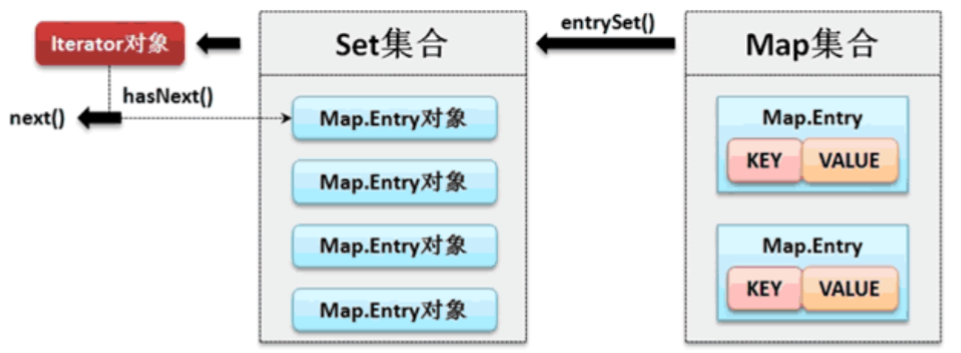 Iterator对象
Set集合
entrySet()
Map集合
hasNext()
next()
Map.Entry对象
Map.Entry对象
Map.Entry对象
Map.Entry对象
Map.Entry
KEY VALUE
Map.Entry
KEY VALUE